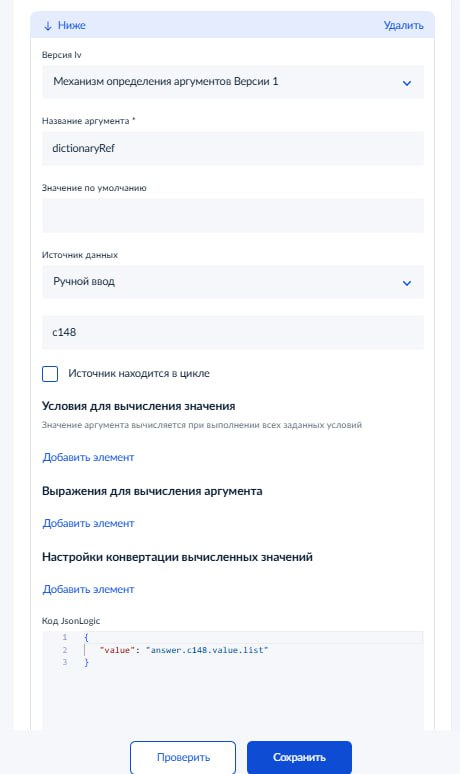 ↓ Ниже Удалить
Версия lv
Механизм определения аргументов Версии 1
Название аргумента *
dictionaryRef
Значение по умолчанию
Источник данных
Ручной ввод
c148
Источник находится в цикле
Условия для вычисления значения
Значение аргумента вычисляется при выполнении всех заданных условий
Добавить элемент
Выражения для вычисления аргумента
Добавить элемент
Настройки конвертации вычисленных значений
Добавить элемент
Код JsonLogic
1 {
2 "value": "answer.c148.value.list"
3 }
Проверить Сохранить